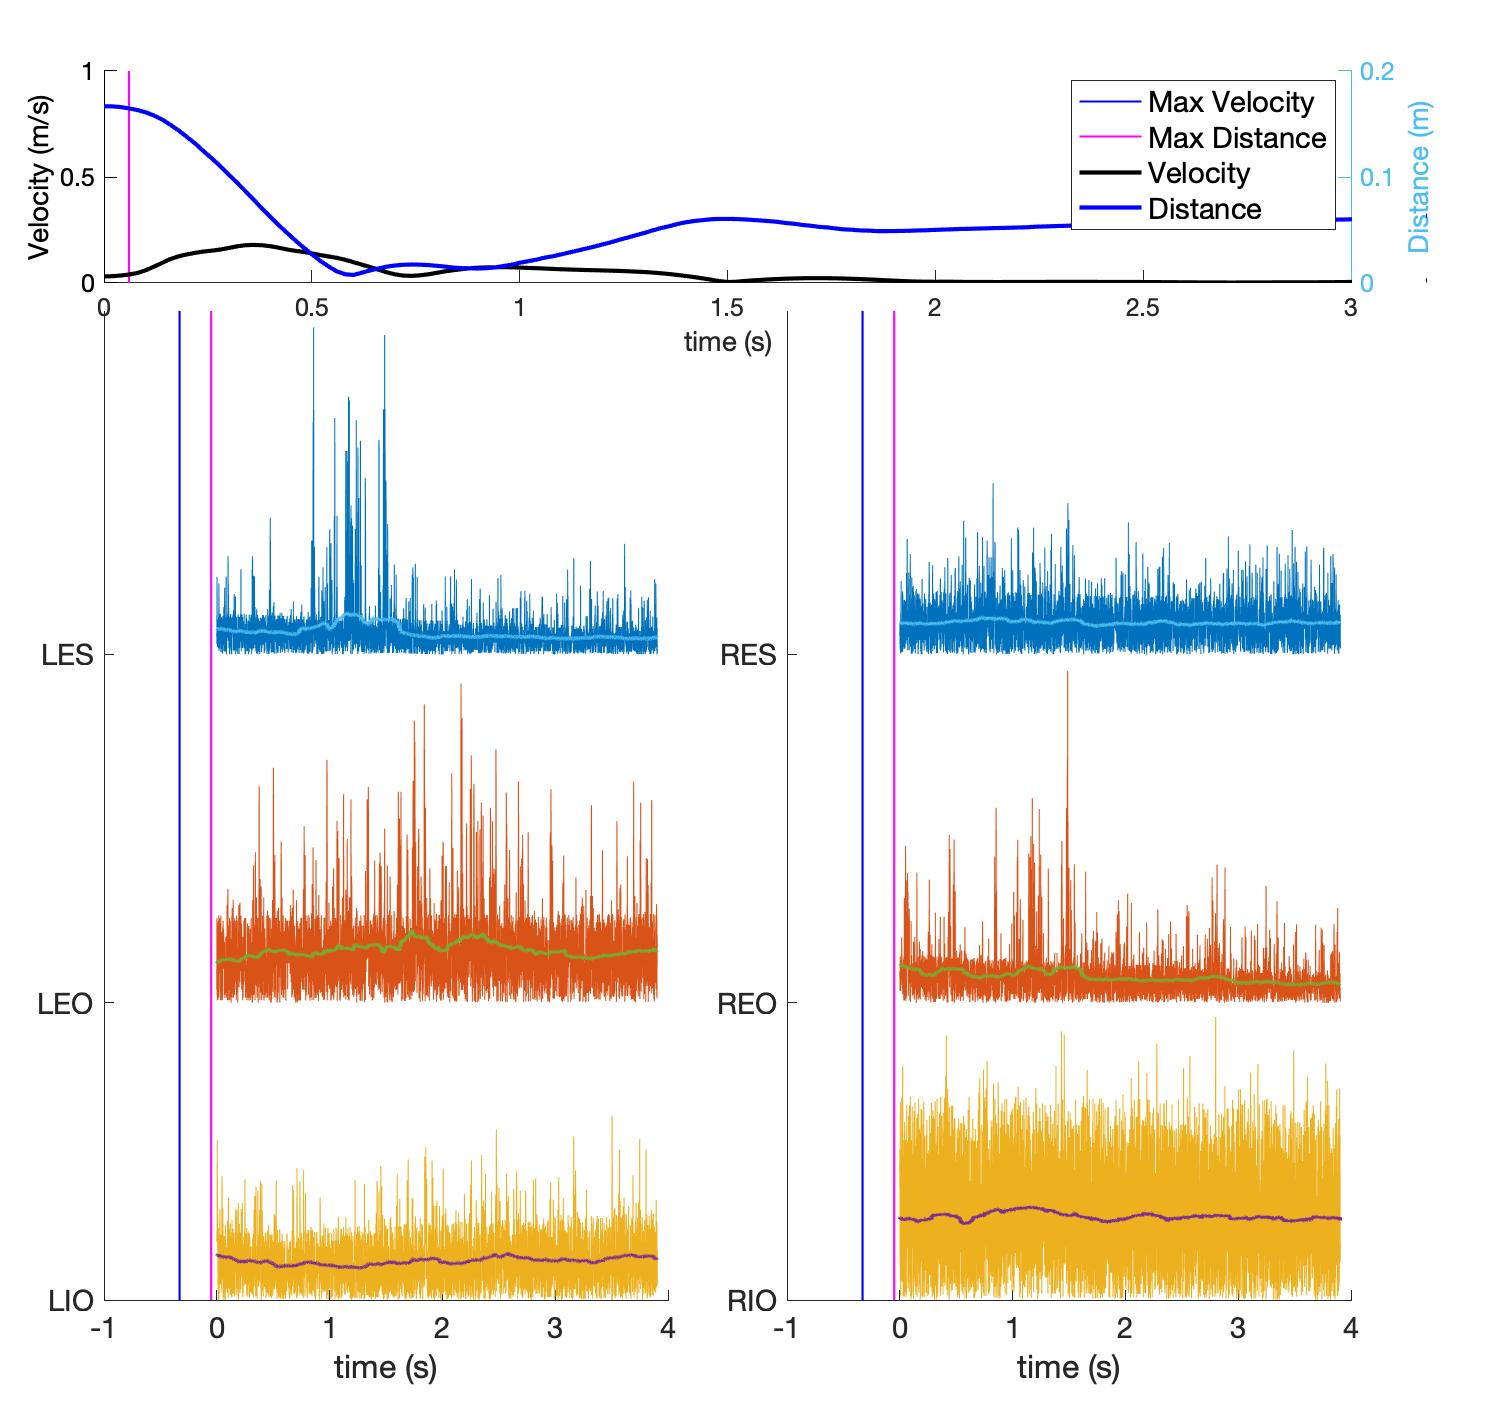 1
0.5
0
Velocity (m/s)
0.2
0.1
0
Distance (m)
Max Velocity
Max Distance
Velocity
Distance
0 0.5 1 1.5 2 2.5 3
time (s)
LES
LEO
LIO
-1 0 1 2 3 4
time (s)
RES
REO
RIO
-1 0 1 2 3 4
time (s)